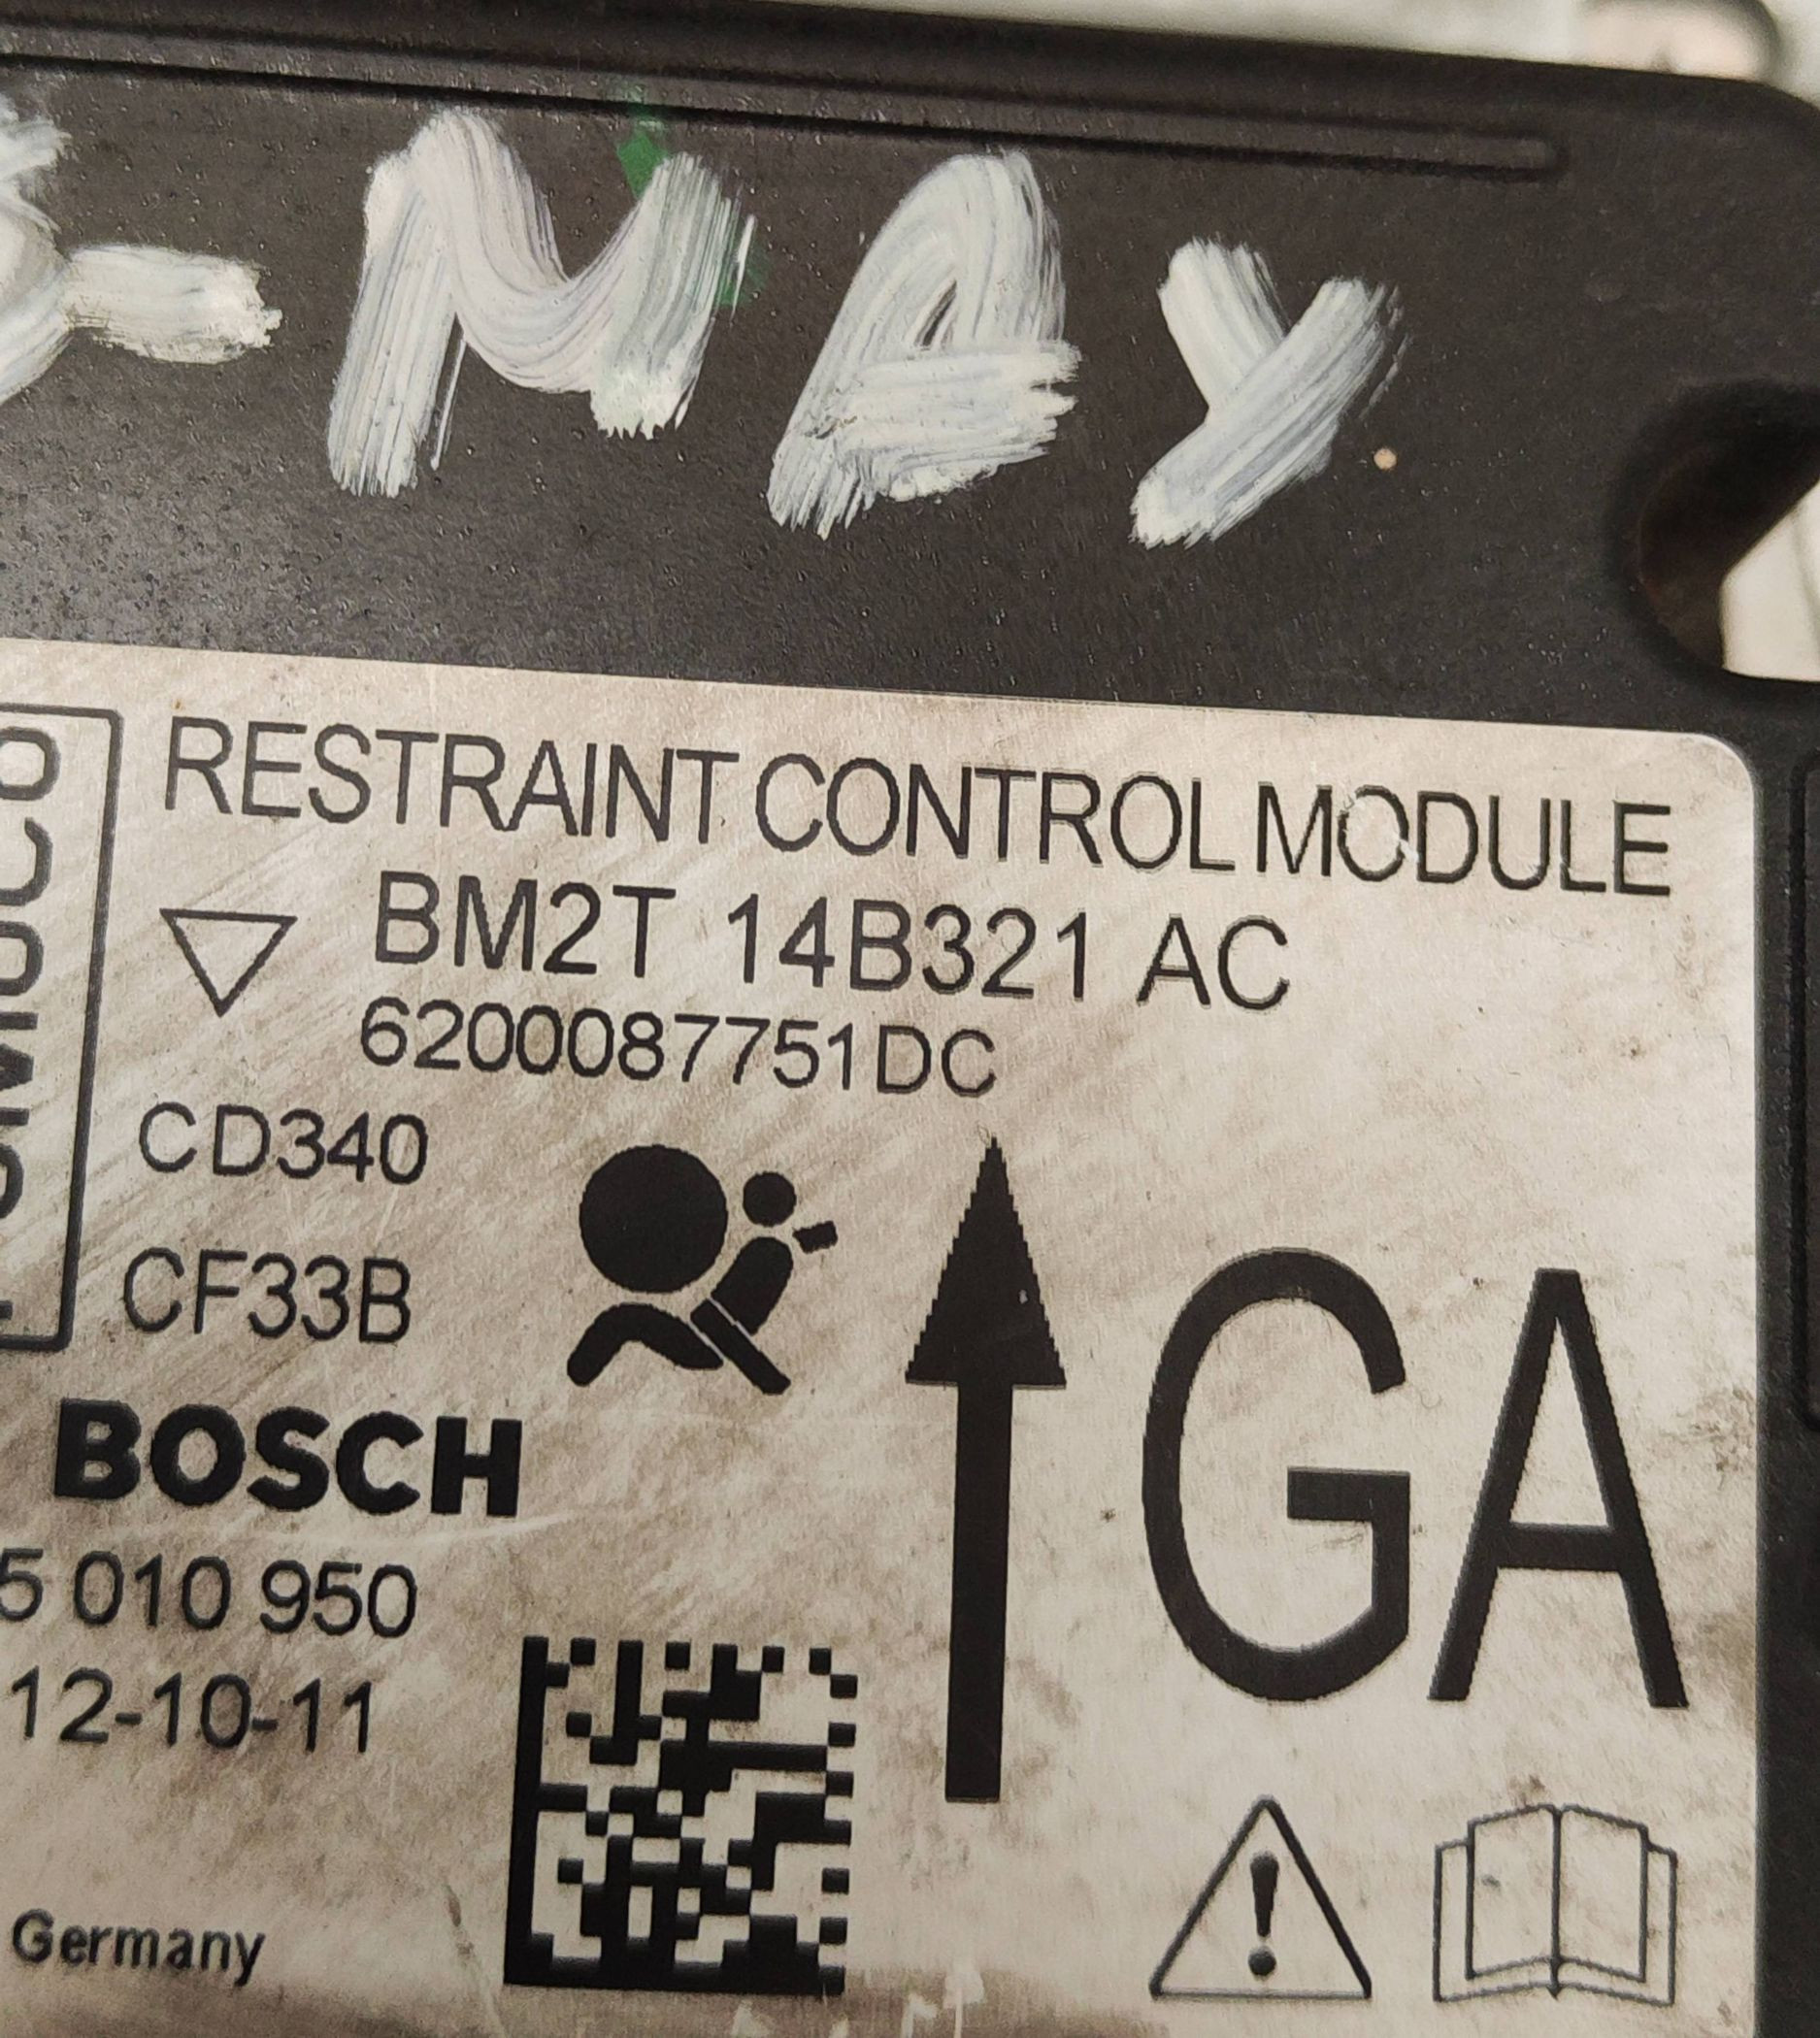 -MAY
RESTRAINT CONTROL MODULE
BM2T 14B321 AC
6200087751DC
CD340
CF33B
GA
BOSCH
5 010 950
12-10-11
Germany